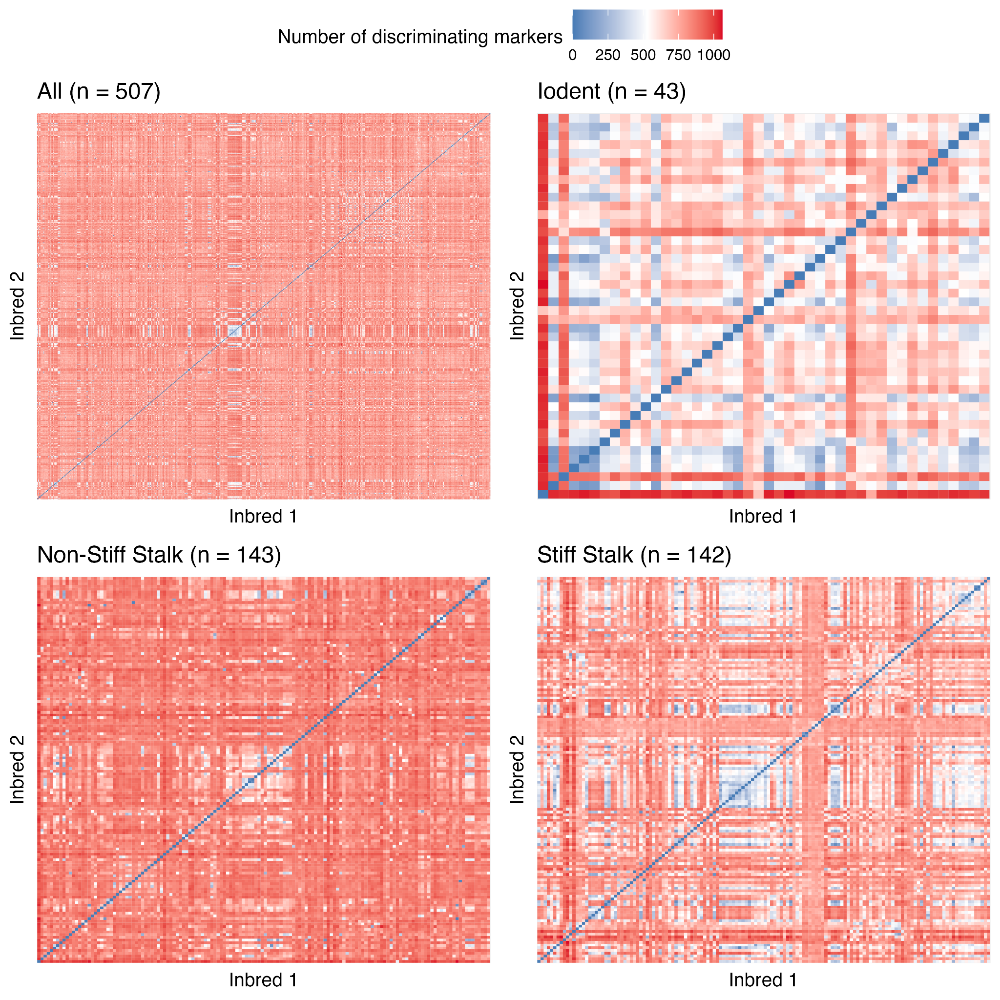 Number of discriminating markers
0 250 500 750 1000
All (n = 507)
Iodent (n = 43)
Inbred 2
Inbred 2
Inbred 1
Inbred 1
Non-Stiff Stalk (n = 143)
Stiff Stalk (n = 142)
Inbred 2
Inbred 2
Inbred 1
Inbred 1